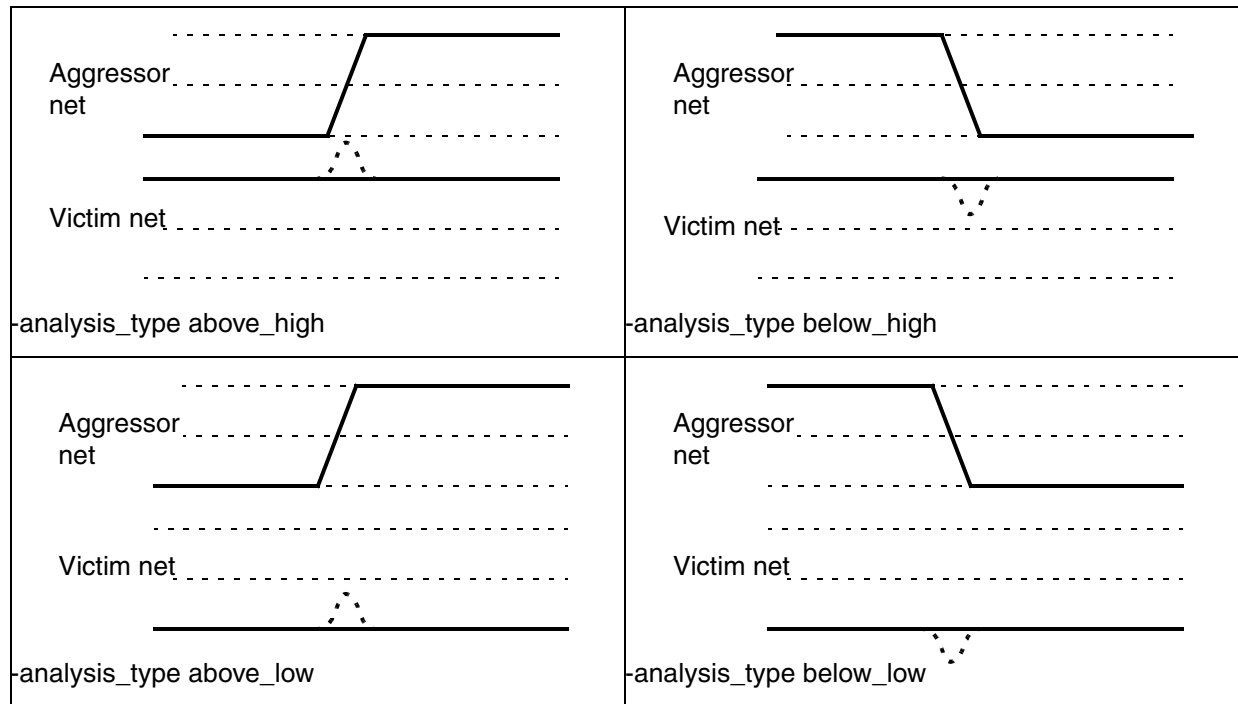 Aggressor
net
Victim net
-analysis_type above_high
Aggressor
net
Victim net
-analysis_type below_high
Aggressor
net
Victim net
-analysis_type above_low
Aggressor
net
Victim net
-analysis_type below_low